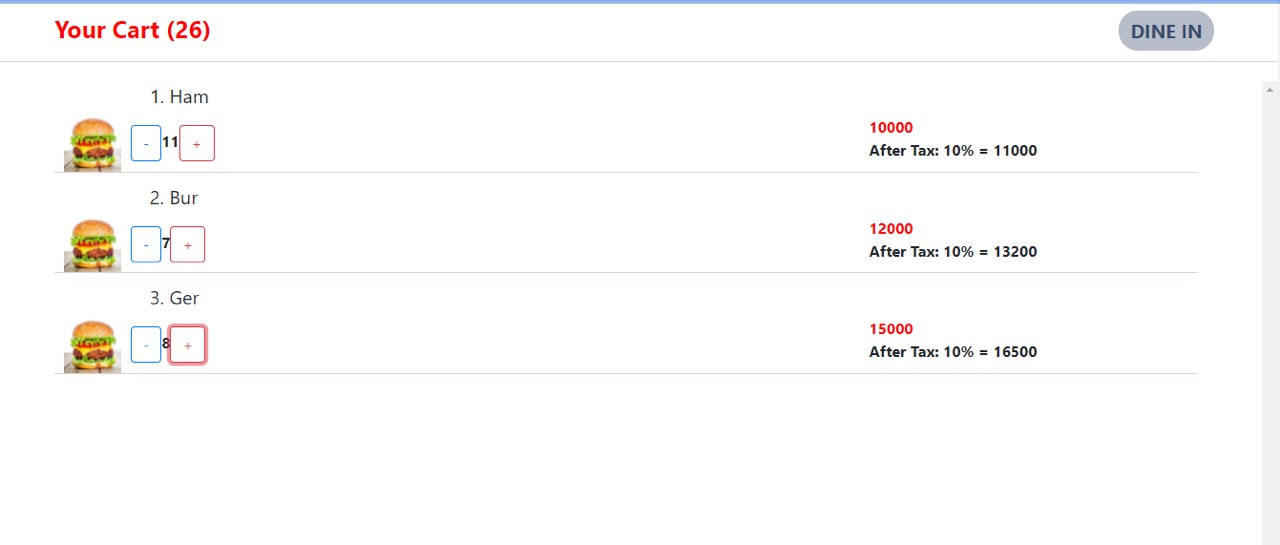 Your Cart (26)
DINE IN
1. Ham
- 11 +
10000
After Tax: 10% = 11000
2. Bur
- 7 +
12000
After Tax: 10% = 13200
3. Ger
- 8 +
15000
After Tax: 10% = 16500